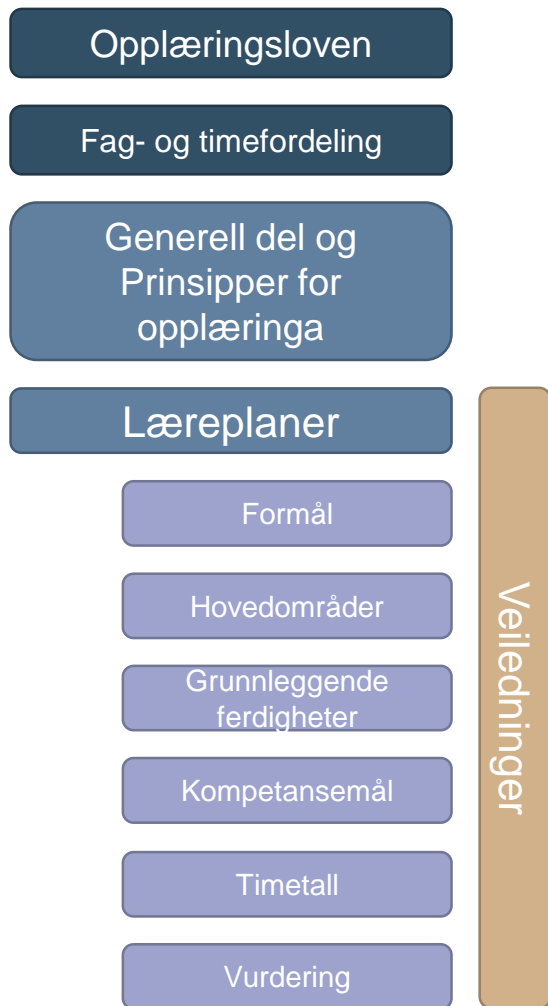 Opplæringsloven
Fag- og timefordeling
Generell del og
Prinsipper for
opplæringa
Læreplaner
Formål
Hovedområder
Grunnleggende
ferdigheter
Kompetansemål
Timetall
Vurdering
Veiledninger